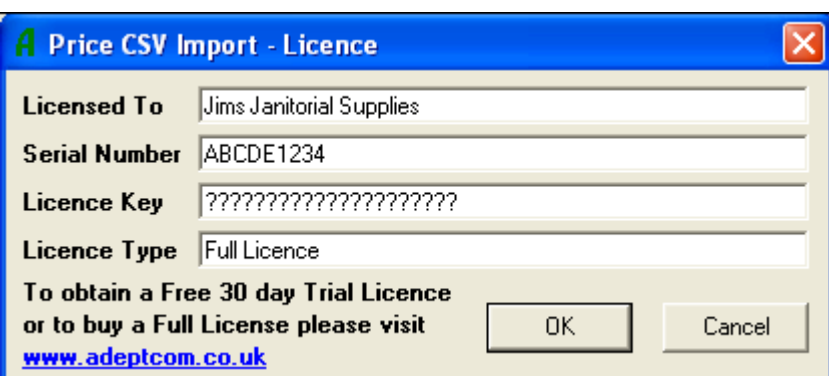 A Price CSV Import - Licence
Licensed To Jims Janitorial Supplies
Serial Number ABCDE1234
Licence Key ?????????????????????
Licence Type Full Licence
To obtain a Free 30 day Trial Licence
or to buy a Full License please visit
www.adeptcom.co.uk
OK Cancel